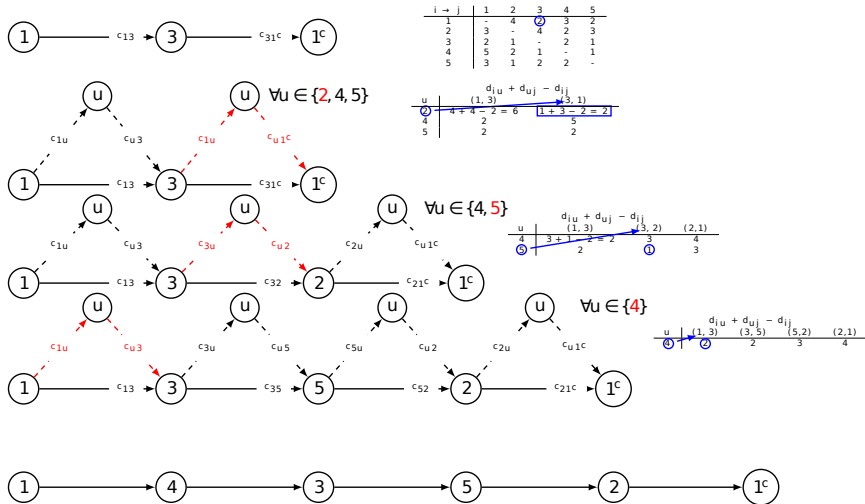 1 c₁₃ 3 c₃₁c 1ᶜ
i → j 1 2 3 4 5
1 - 4 2 3 2
2 3 - 4 2 3
3 2 1 - 2 1
4 5 2 1 - 1
5 3 1 2 2 -
u u ∀u ∈ {2, 4, 5}
c₁ᵤ cᵤ₃ c₁ᵤ cᵤ₁c
1 c₁₃ 3 c₃₁c 1ᶜ
dᵢᵤ + dᵤⱼ − dᵢⱼ
u (1, 3) (3, 1)
2 4 + 4 − 2 = 6 1 + 3 − 2 = 2
4 2 5
5 2 2
u u u ∀u ∈ {4, 5}
c₁ᵤ cᵤ₃ c₃ᵤ cᵤ₂ c₂ᵤ cᵤ₁c
1 c₁₃ 3 c₃₂ 2 c₂₁c 1ᶜ
dᵢᵤ + dᵤⱼ − dᵢⱼ
u (1, 3) (3, 2) (2,1)
4 3 + 1 − 2 = 2 3 4
5 2 1 3
u u u u ∀u ∈ {4}
c₁ᵤ cᵤ₃ c₃ᵤ cᵤ₅ c₅ᵤ cᵤ₂ c₂ᵤ cᵤ₁c
1 c₁₃ 3 c₃₅ 5 c₅₂ 2 c₂₁c 1ᶜ
dᵢᵤ + dᵤⱼ − dᵢⱼ
u (1, 3) (3, 5) (5,2) (2,1)
4 2 2 3 4
1 4 3 5 2 1ᶜ